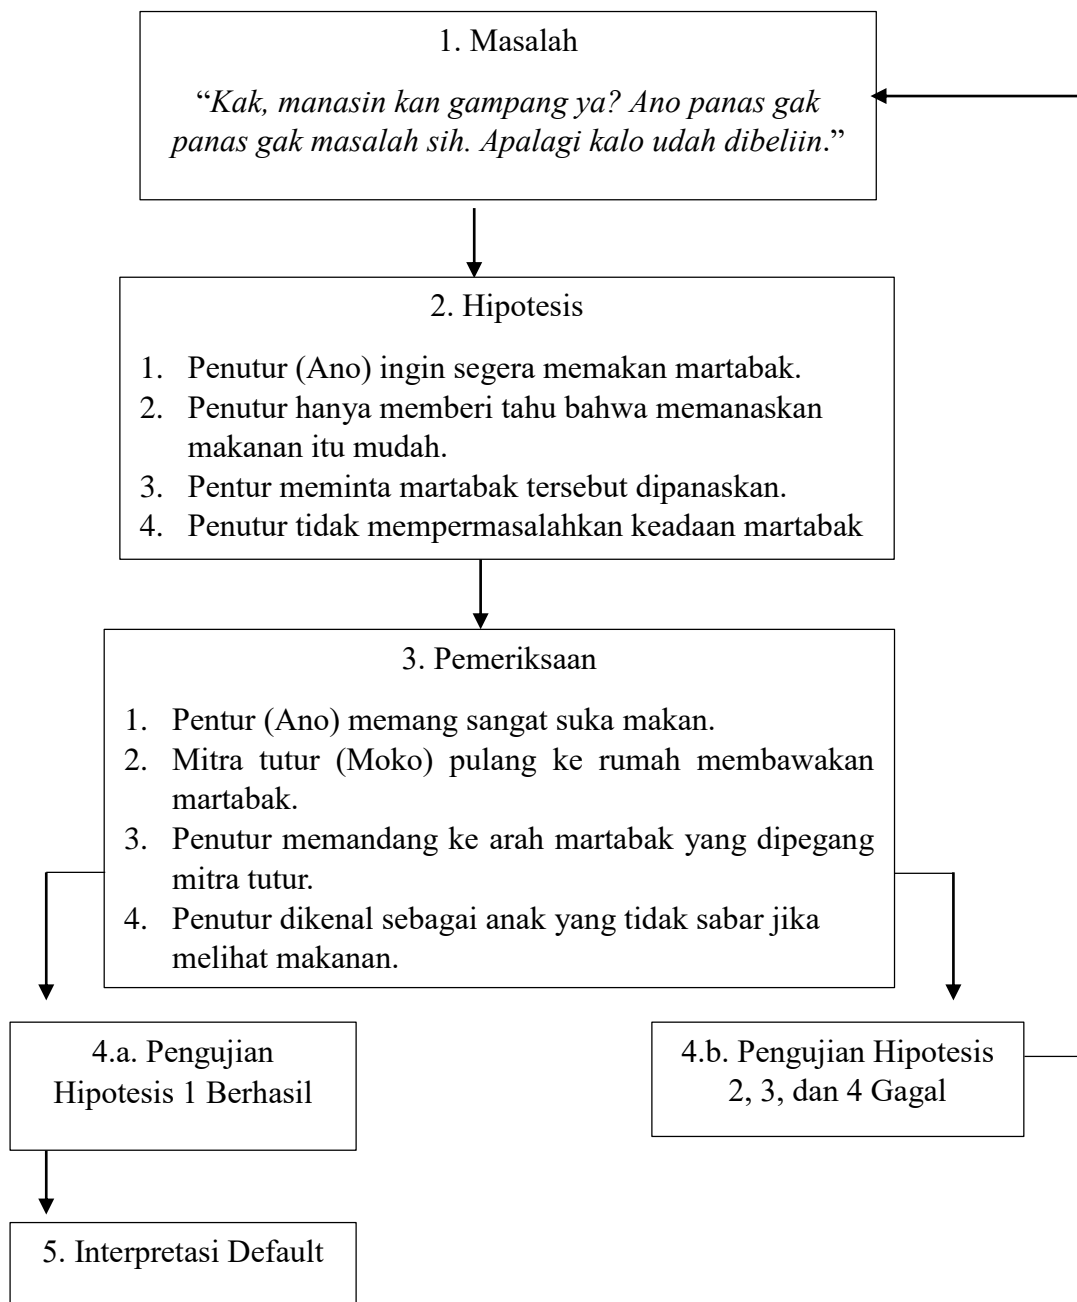 1. Masalah
“Kak, manasin kan gampang ya? Ano panas gak
panas gak masalah sih. Apalagi kalo udah dibeliin.”
2. Hipotesis
1. Penutur (Ano) ingin segera memakan martabak.
2. Penutur hanya memberi tahu bahwa memanaskan
makanan itu mudah.
3. Pentur meminta martabak tersebut dipanaskan.
4. Penutur tidak mempermasalahkan keadaan martabak
3. Pemeriksaan
1. Pentur (Ano) memang sangat suka makan.
2. Mitra tutur (Moko) pulang ke rumah membawakan
martabak.
3. Penutur memandang ke arah martabak yang dipegang
mitra tutur.
4. Penutur dikenal sebagai anak yang tidak sabar jika
melihat makanan.
4.a. Pengujian
Hipotesis 1 Berhasil
4.b. Pengujian Hipotesis
2, 3, dan 4 Gagal
5. Interpretasi Default